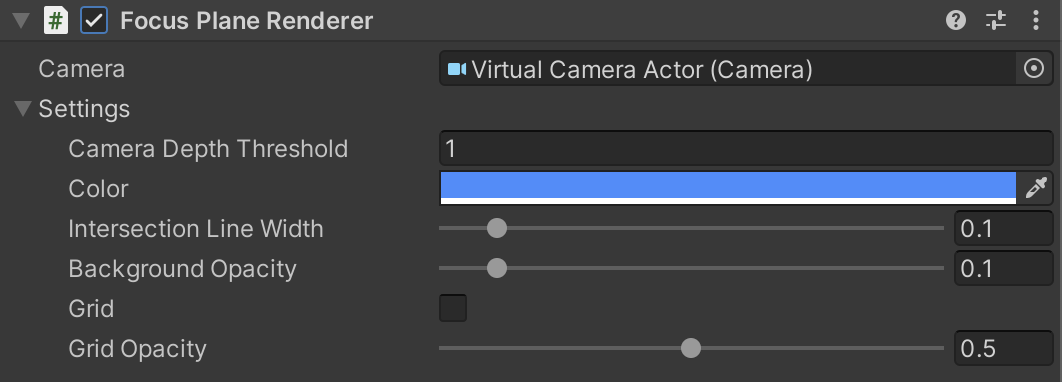 # Focus Plane Renderer
Camera Virtual Camera Actor (Camera)
Settings
Camera Depth Threshold 1
Color
Intersection Line Width 0.1
Background Opacity 0.1
Grid
Grid Opacity 0.5